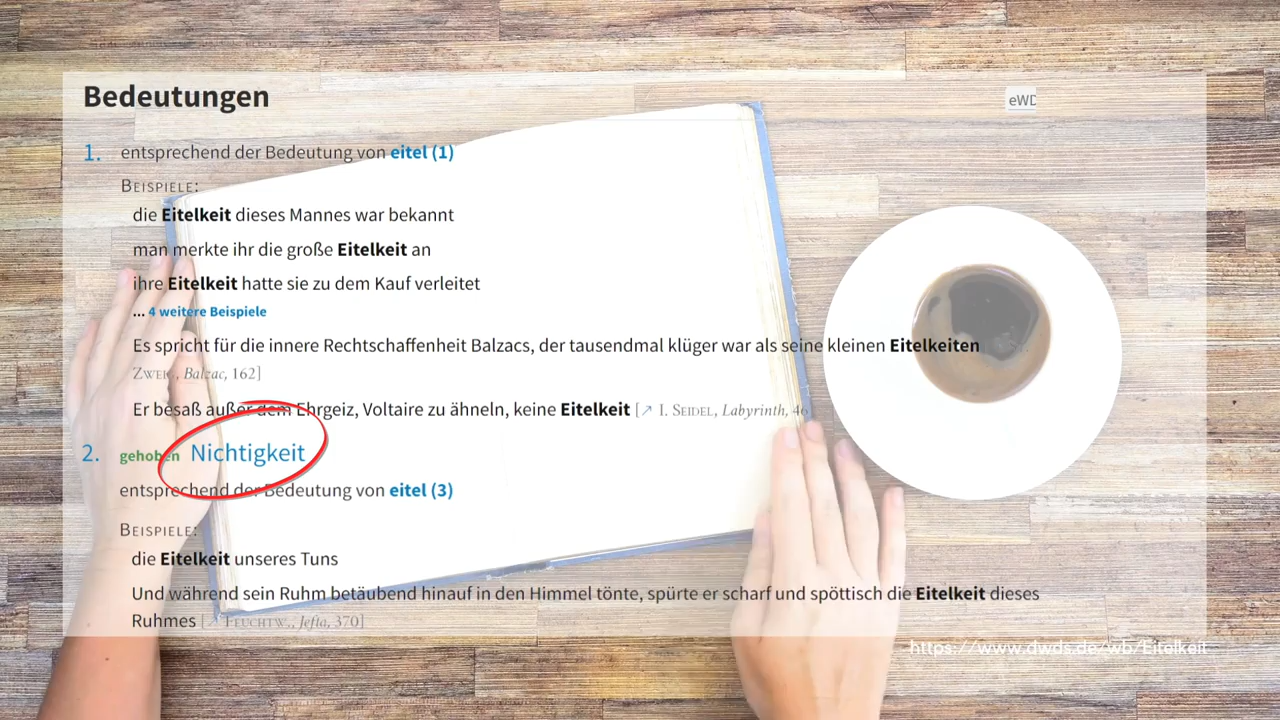 Bedeutungen
eWD
1. entsprechend der Bedeutung von eitel (1)
BEISPIELE:
die Eitelkeit dieses Mannes war bekannt
man merkte ihr die große Eitelkeit an
ihre Eitelkeit hatte sie zu dem Kauf verleitet
... 4 weitere Beispiele
Es spricht für die innere Rechtschaffenheit Balzacs, der tausendmal klüger war als seine kleinen Eitelkeiten
ZWEIG, Balzac, 162]
Er besaß außer dem Ehrgeiz, Voltaire zu ähneln, keine Eitelkeit [↗ I. SEIDEL, Labyrinth, 46
2. gehoben Nichtigkeit
entsprechend der Bedeutung von eitel (3)
BEISPIELE:
die Eitelkeit unseres Tuns
Und während sein Ruhm betäubend hinauf in den Himmel tönte, spürte er scharf und spöttisch die Eitelkeit dieses
Ruhmes [↗ FEUCHTW., Jefta, 370]
https://www.dwds.de/wb/Eitelkeit